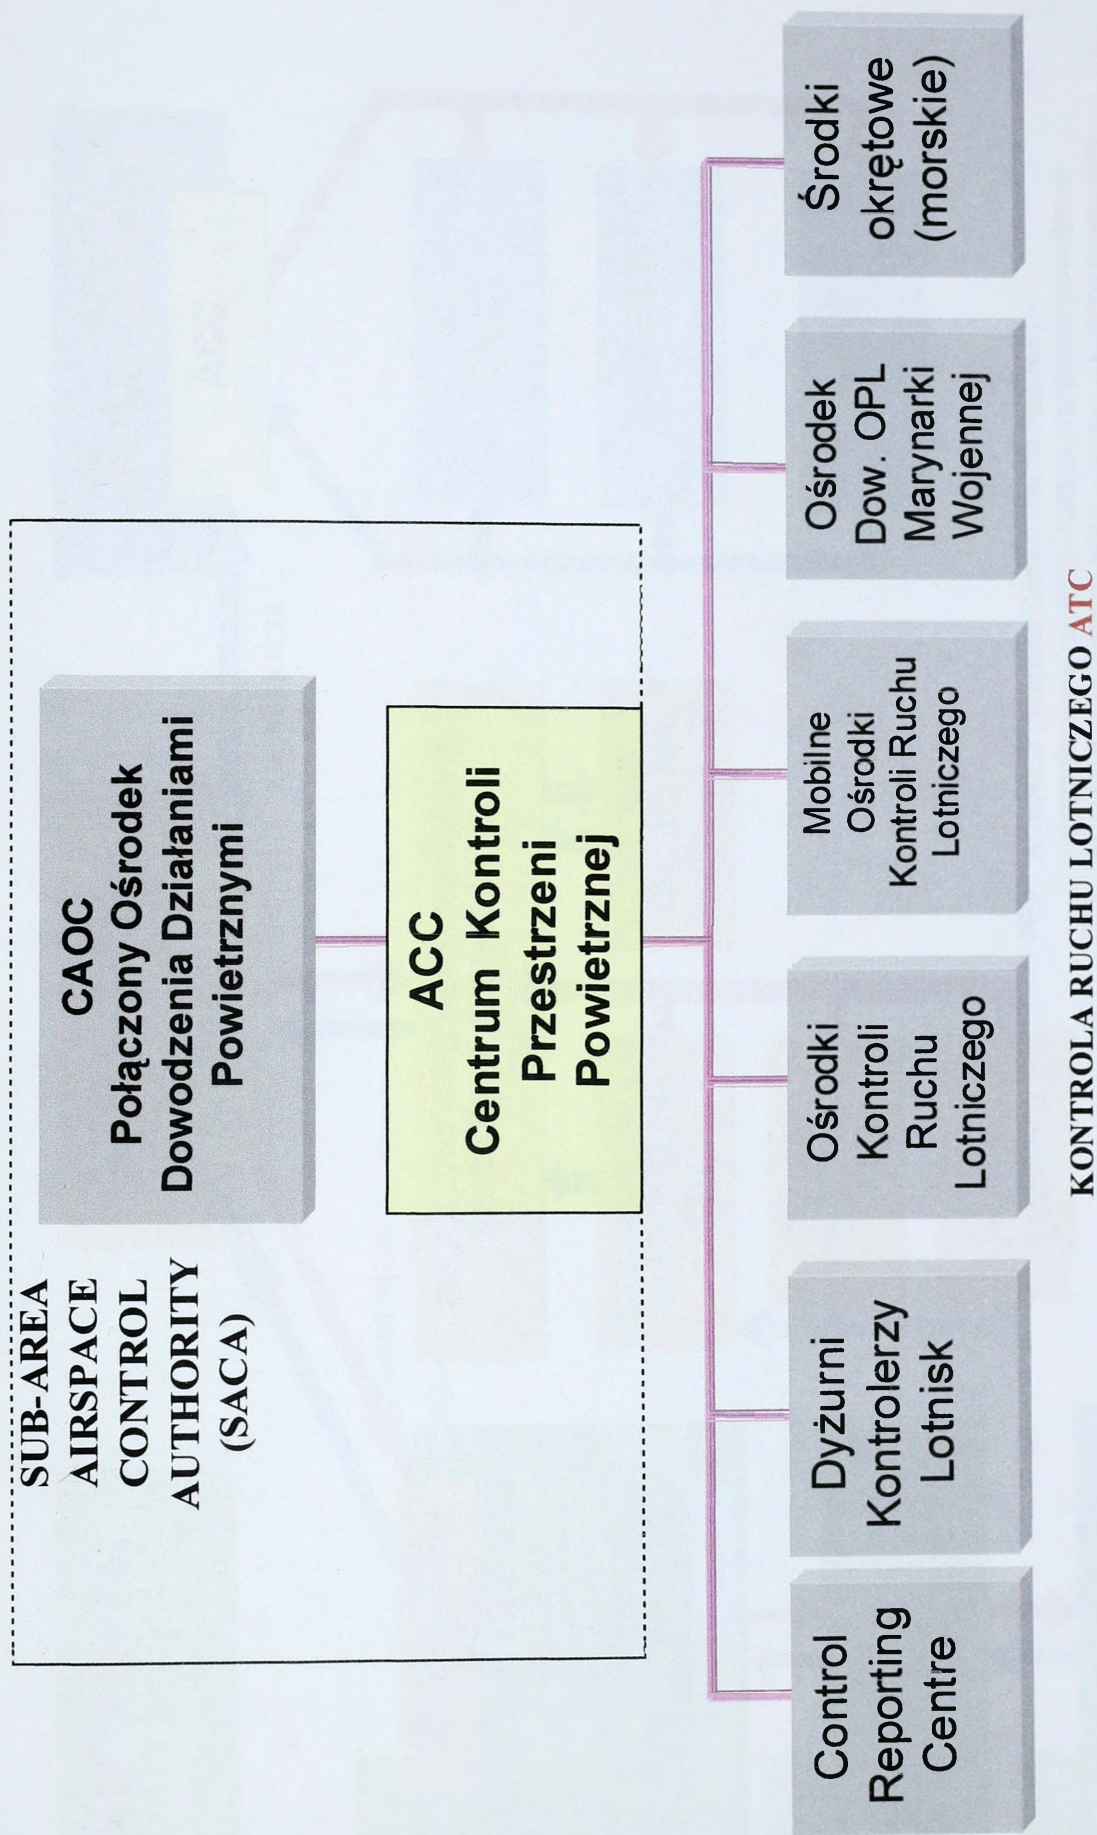 SUB-AREA
AIRSPACE
CONTROL
AUTHORITY
(SACA)
CAOC
Połączony Ośrodek
Dowodzenia Działaniami
Powietrznymi
ACC
Centrum Kontroli
Przestrzeni
Powietrznej
Control
Reporting
Centre
Dyżurni
Kontrolerzy
Lotnisk
Ośrodki
Kontroli
Ruchu
Lotniczego
Mobilne
Ośrodki
Kontroli Ruchu
Lotniczego
Ośrodek
Dow. OPL
Marynarki
Wojennej
Środki
okrętowe
(morskie)
KONTROLA RUCHU LOTNICZEGO ATC